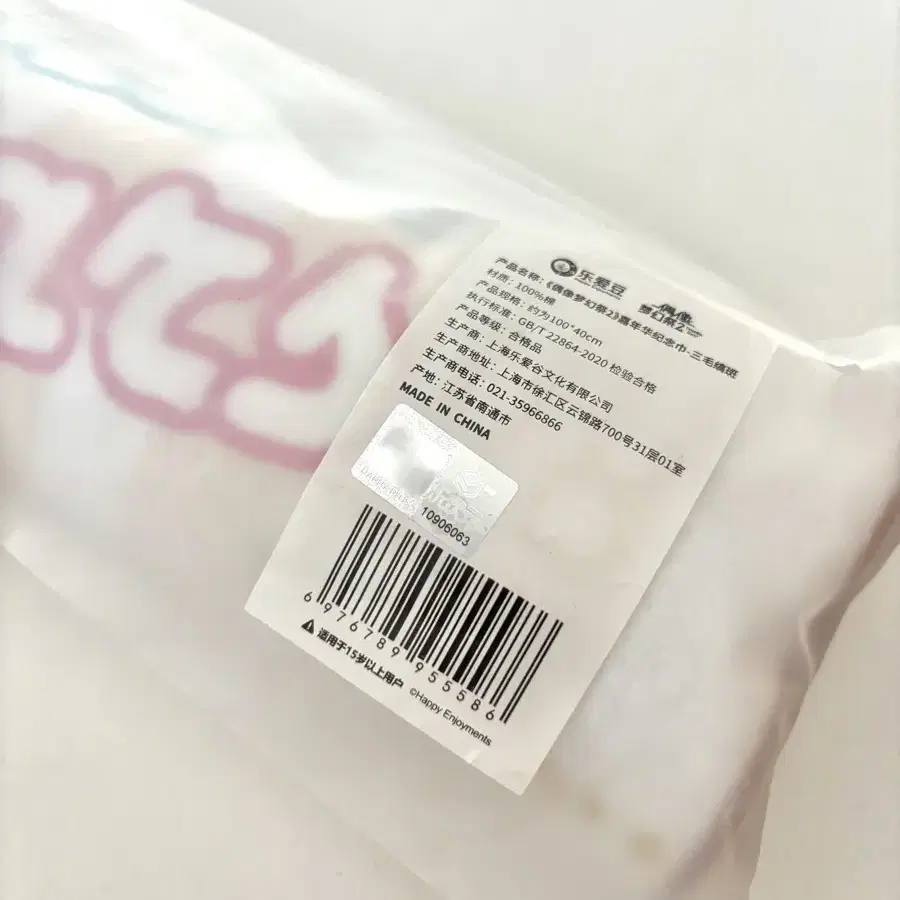 乐爱豆
偶像
梦幻祭2
产品名称：《偶像梦幻祭2》嘉年华纪念巾-三毛缟斑
材质：100%棉
产品规格：约为100*40cm
执行标准：GB/T 22864-2020 检验合格
产品等级：合格品
生产商：上海乐爱谷文化有限公司
生产商地址：上海市徐汇区云锦路700号31层01室
生产商电话：021-35966866
产地：江苏省南通市
MADE IN CHINA
10906063
6976789955586
适用于15岁以上用户
©Happy Enjoyments